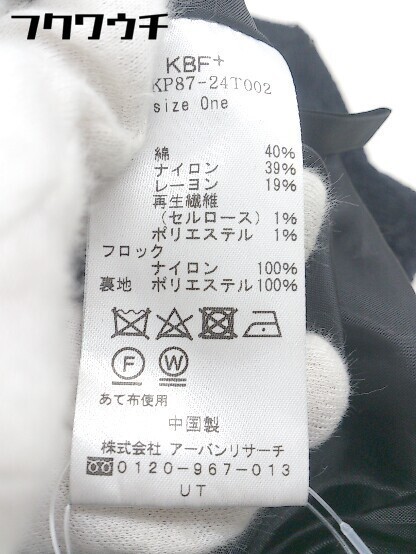 フクワウチ
KBF+
KP87-24T002
size One
綿 40%
ナイロン 39%
レーヨン 19%
再生繊維
(セルロース) 1%
ポリエステル 1%
フロック
ナイロン 100%
裏地 ポリエステル100%
F W
あて布使用
中国製
株式会社 アーバンリサーチ
0120-967-013
UT